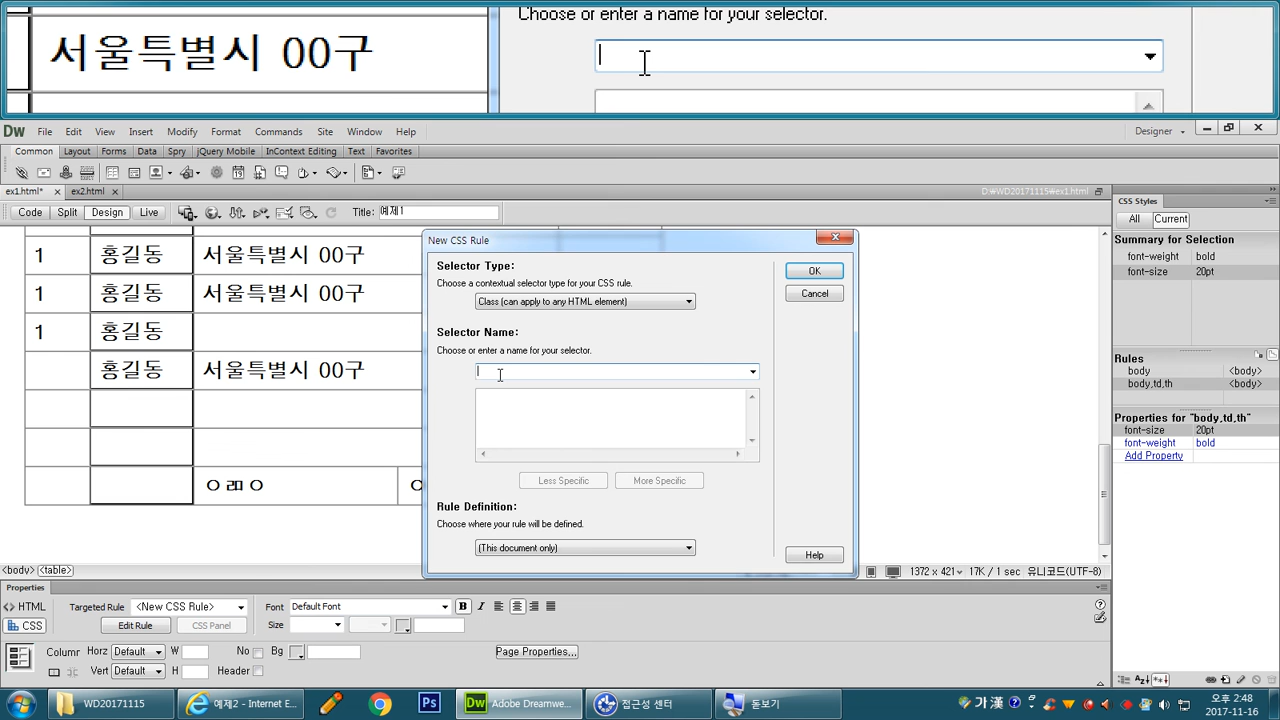 Choose or enter a name for your selector.
서울특별시 00구
Dw File Edit View Insert Modify Format Commands Site Window Help Designer
Common Layout Forms Data Spry jQuery Mobile InContext Editing Text Favorites
ex1.html* ex2.html D:\WD20171115\ex1.html
Code Split Design Live Title: 예제1
CSS Styles
All Current
Summary for Selection
font-weight bold
font-size 20pt
Rules
body <body>
body,td,th <body>
Properties for "body,td,th"
font-size 20pt
font-weight bold
Add Property
1 홍길동 서울특별시 00구
1 홍길동 서울특별시 00구
1 홍길동
홍길동 서울특별시 00구
ㅇㄹㅁㅇ
New CSS Rule
Selector Type:
Choose a contextual selector type for your CSS rule.
Class (can apply to any HTML element)
OK
Cancel
Selector Name:
Choose or enter a name for your selector.
Less Specific More Specific
Rule Definition:
Choose where your rule will be defined.
(This document only)
Help
<body> <table> 1372 x 421 17K / 1 sec 유니코드(UTF-8)
Properties
<> HTML Targeted Rule <New CSS Rule> Font Default Font B I
CSS Edit Rule CSS Panel Size
Column Horz Default W No Bg Page Properties...
Vert Default H Header
WD20171115 예제2 - Internet E... Ps Dw Adobe Dreamwe... 접근성 센터 돋보기 가 漢
오후 2:48
2017-11-16